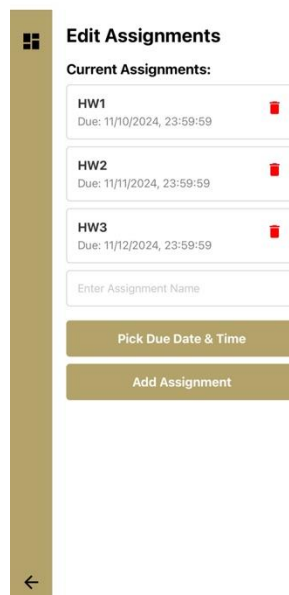 Edit Assignments
Current Assignments:
HW1
Due: 11/10/2024, 23:59:59
HW2
Due: 11/11/2024, 23:59:59
HW3
Due: 11/12/2024, 23:59:59
Enter Assignment Name
Pick Due Date & Time
Add Assignment